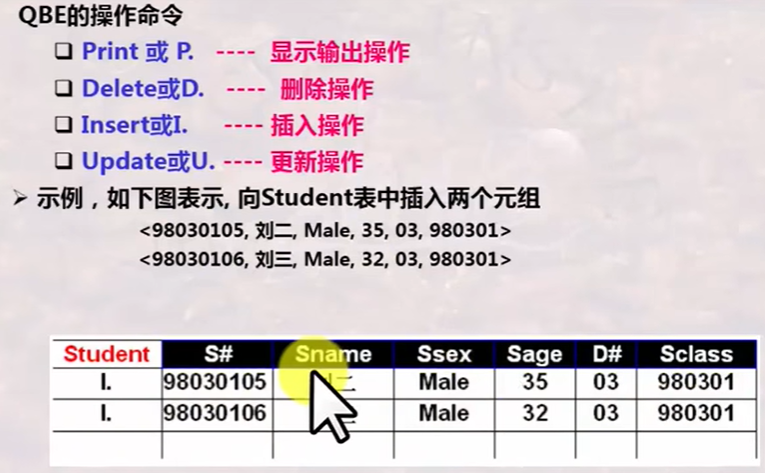 QBE的操作命令
❑ Print 或 P. ---- 显示输出操作
❑ Delete或D. ---- 删除操作
❑ Insert或I. ---- 插入操作
❑ Update或U. ---- 更新操作
➢ 示例，如下图表示, 向Student表中插入两个元组
<98030105, 刘二, Male, 35, 03, 980301>
<98030106, 刘三, Male, 32, 03, 980301>
Student S# Sname Ssex Sage D# Sclass
I. 98030105 二 Male 35 03 980301
I. 98030106 Male 32 03 980301